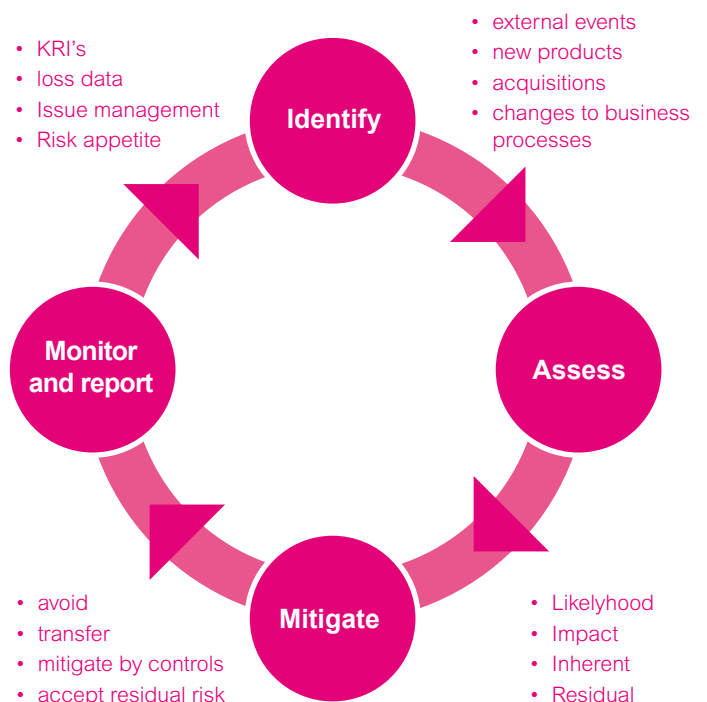 • KRI's
• loss data
• Issue management
• Risk appetite
• external events
• new products
• acquisitions
• changes to business
processes
Identify
Monitor
and report
Assess
Mitigate
• avoid
• transfer
• mitigate by controls
• accept residual risk
• Likelyhood
• Impact
• Inherent
• Residual